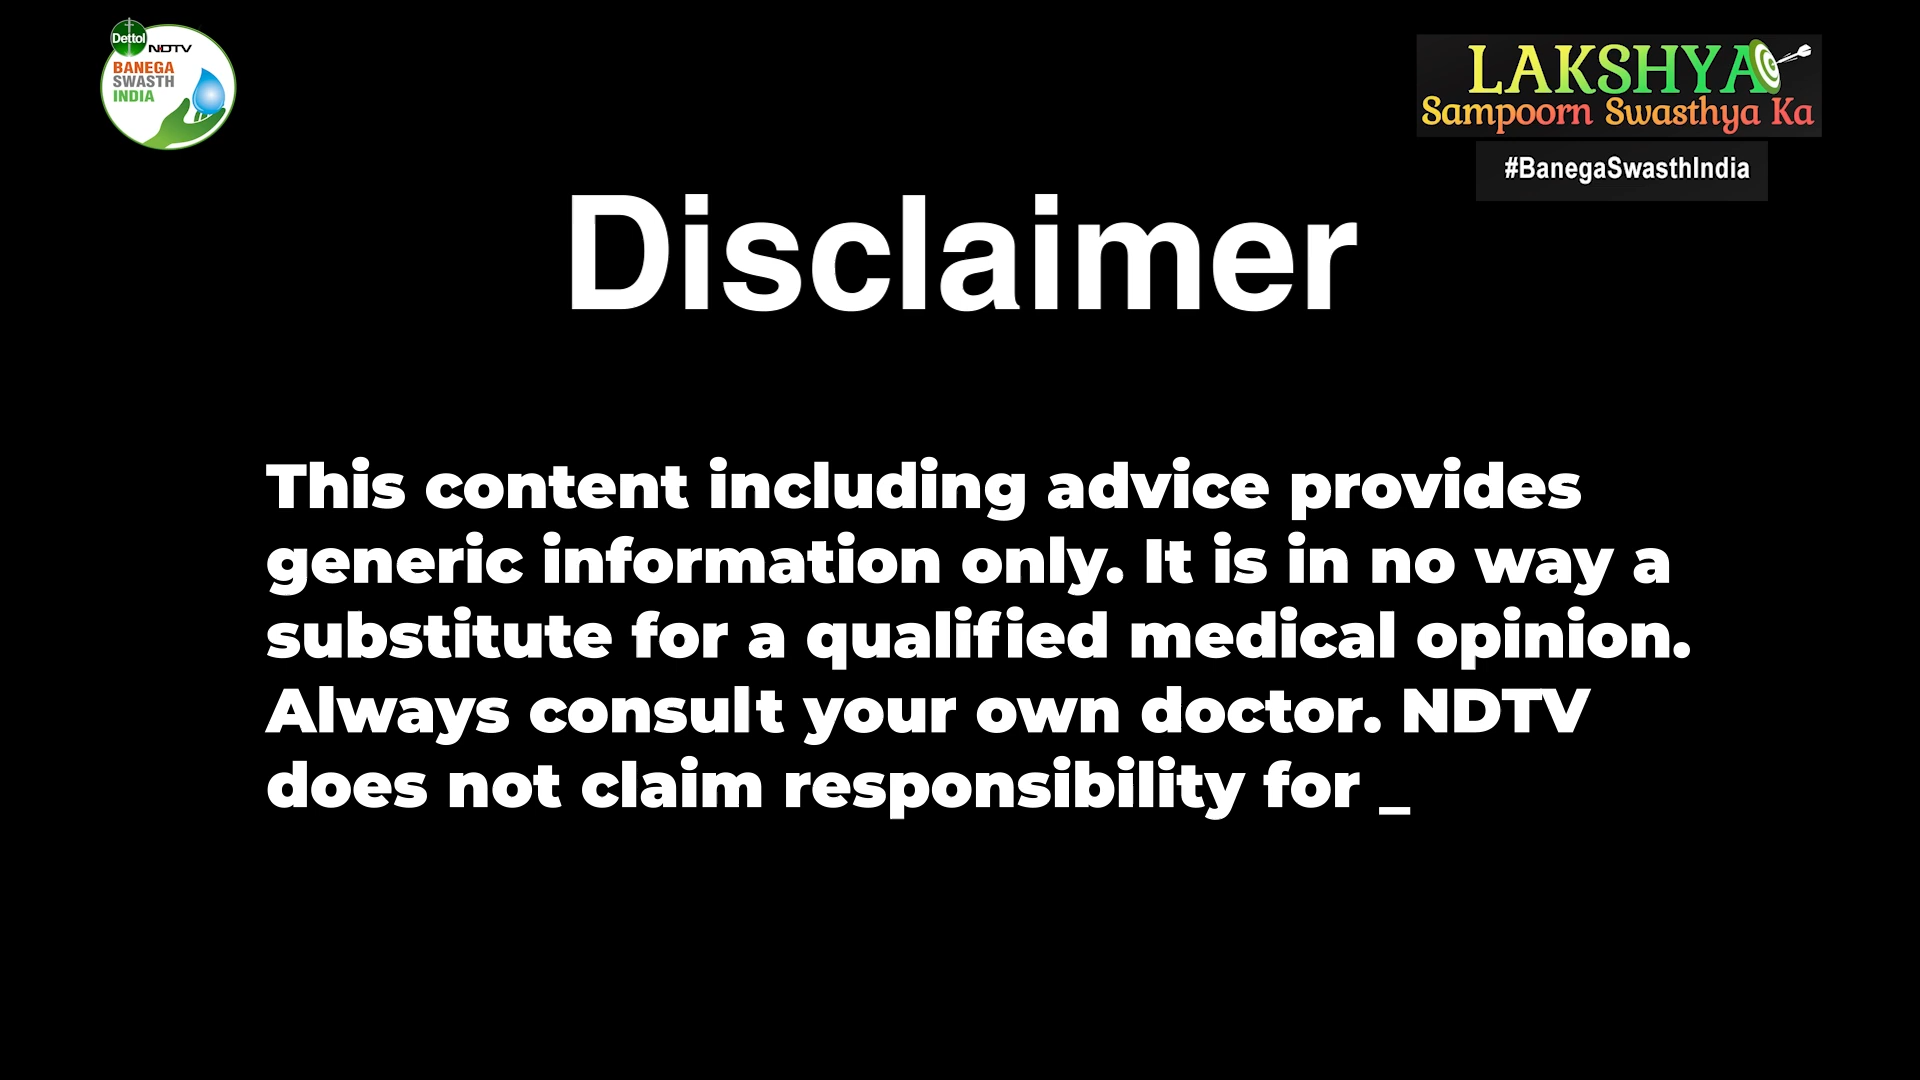 Dettol
NDTV
BANEGA
SWASTH
INDIA
LAKSHYA
Sampoorn Swasthya Ka
#BanegaSwasthIndia
Disclaimer
This content including advice provides
generic information only. It is in no way a
substitute for a qualified medical opinion.
Always consult your own doctor. NDTV
does not claim responsibility for _